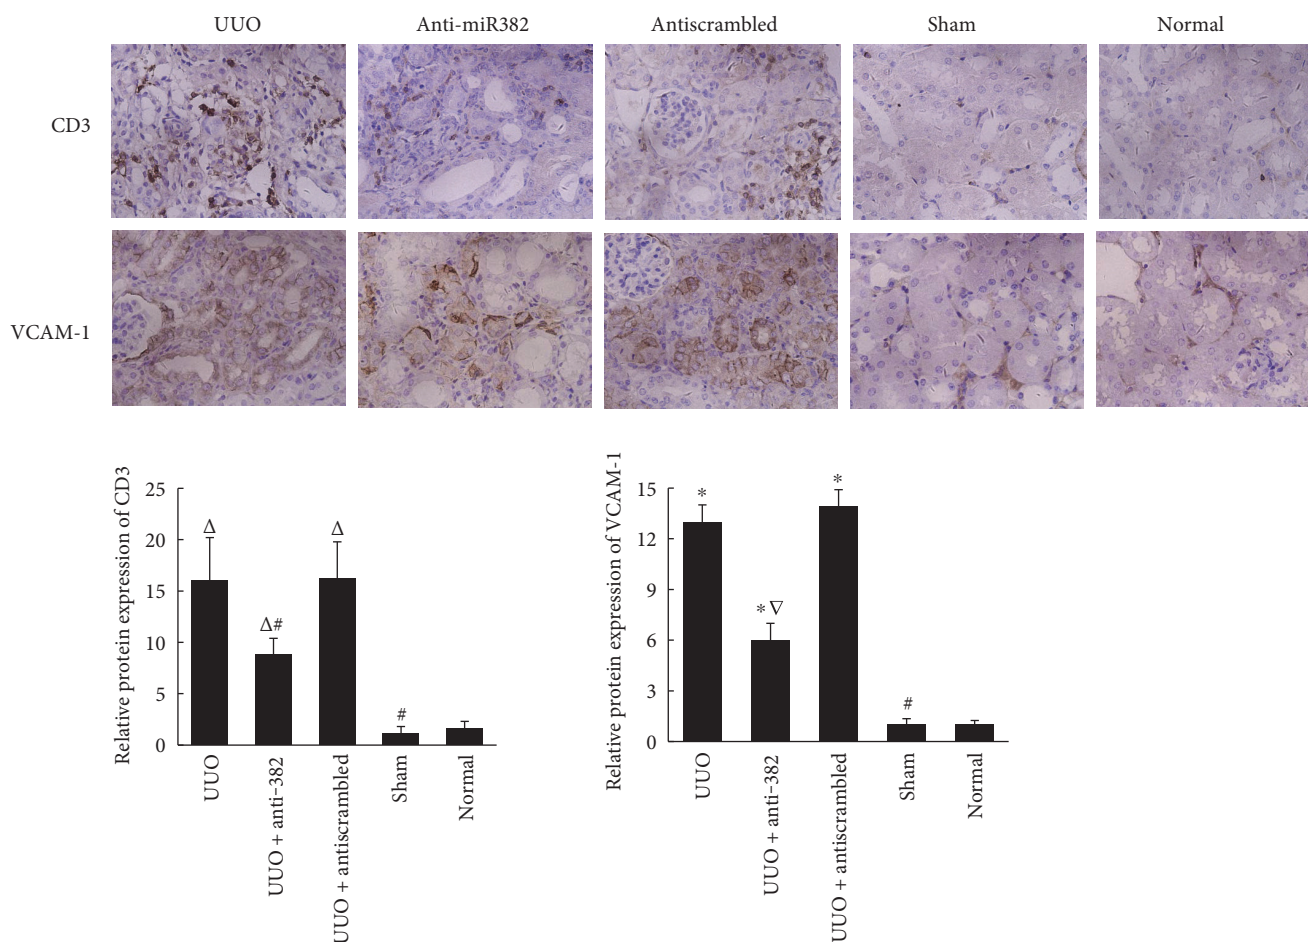 UUO Anti-miR382 Antiscrambled Sham Normal
CD3
VCAM-1
Relative protein expression of CD3
25
20
15
10
5
0
Δ
Δ#
Δ
#
UUO
UUO + anti-382
UUO + antiscrambled
Sham
Normal
Relative protein expression of VCAM-1
15
12
9
6
3
0
*
*∇
*
#
UUO
UUO + anti-382
UUO + antiscrambled
Sham
Normal